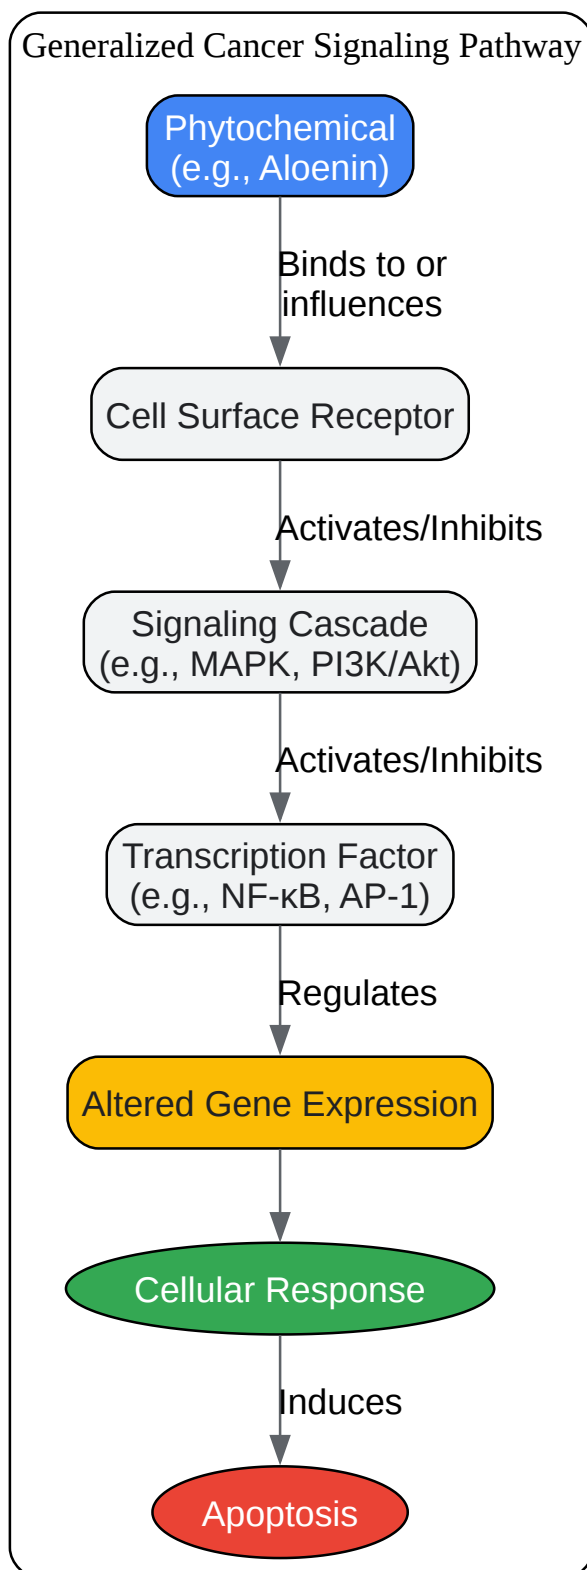 Generalized Cancer Signaling Pathway
Phytochemical
(e.g., Aloenin)
Binds to or
influences
Cell Surface Receptor
Activates/Inhibits
Signaling Cascade
(e.g., MAPK, PI3K/Akt)
Activates/Inhibits
Transcription Factor
(e.g., NF-κB, AP-1)
Regulates
Altered Gene Expression
Cellular Response
Induces
Apoptosis